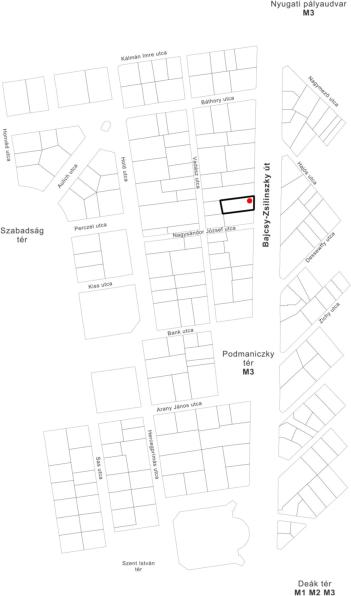 Nyugati pályaudvar
M3
Kálmán Imre utca
Nagymező utca
Báthory utca
Honvéd utca
Aulich utca
Hold utca
Vadász utca
Hajós utca
Bajcsy-Zsilinszky út
Perczel utca
Szabadság
tér
Nagysándor József utca
Dessewffy utca
Kiss utca
Zichy utca
Bank utca
Podmaniczky
tér
M3
Arany János utca
Sas utca
Hercegprímás utca
Szent István
tér
Deák tér
M1 M2 M3